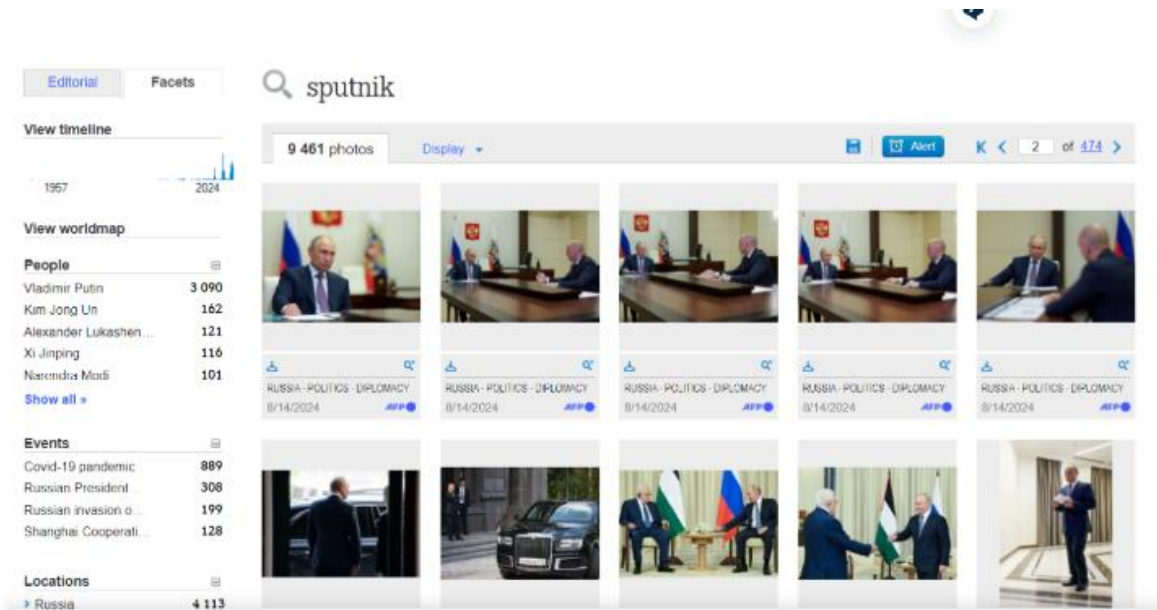 Editorial
Facets
sputnik
View timeline
1957
2024
9 461 photos
Display
Alert
2 of 474
View worldmap
People
Vladimir Putin 3 090
Kim Jong Un 162
Alexander Lukashen... 121
Xi Jinping 116
Narendra Modi 101
Show all »
Events
Covid-19 pandemic 889
Russian President ... 308
Russian invasion o... 199
Shanghai Cooperati... 128
Locations
Russia 4 113
RUSSIA - POLITICS - DIPLOMACY
8/14/2024 AFP
RUSSIA - POLITICS - DIPLOMACY
8/14/2024 AFP
RUSSIA - POLITICS - DIPLOMACY
8/14/2024 AFP
RUSSIA - POLITICS - DIPLOMACY
8/14/2024 AFP
RUSSIA - POLITICS - DIPLOMACY
8/14/2024 AFP